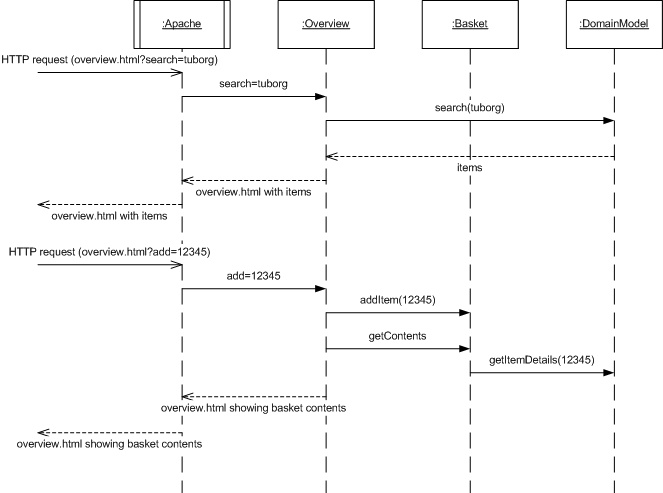 :Apache
:Overview
:Basket
:DomainModel
HTTP request (overview.html?search=tuborg)
search=tuborg
search(tuborg)
items
overview.html with items
overview.html with items
HTTP request (overview.html?add=12345)
add=12345
addItem(12345)
getContents
getItemDetails(12345)
overview.html showing basket contents
overview.html showing basket contents